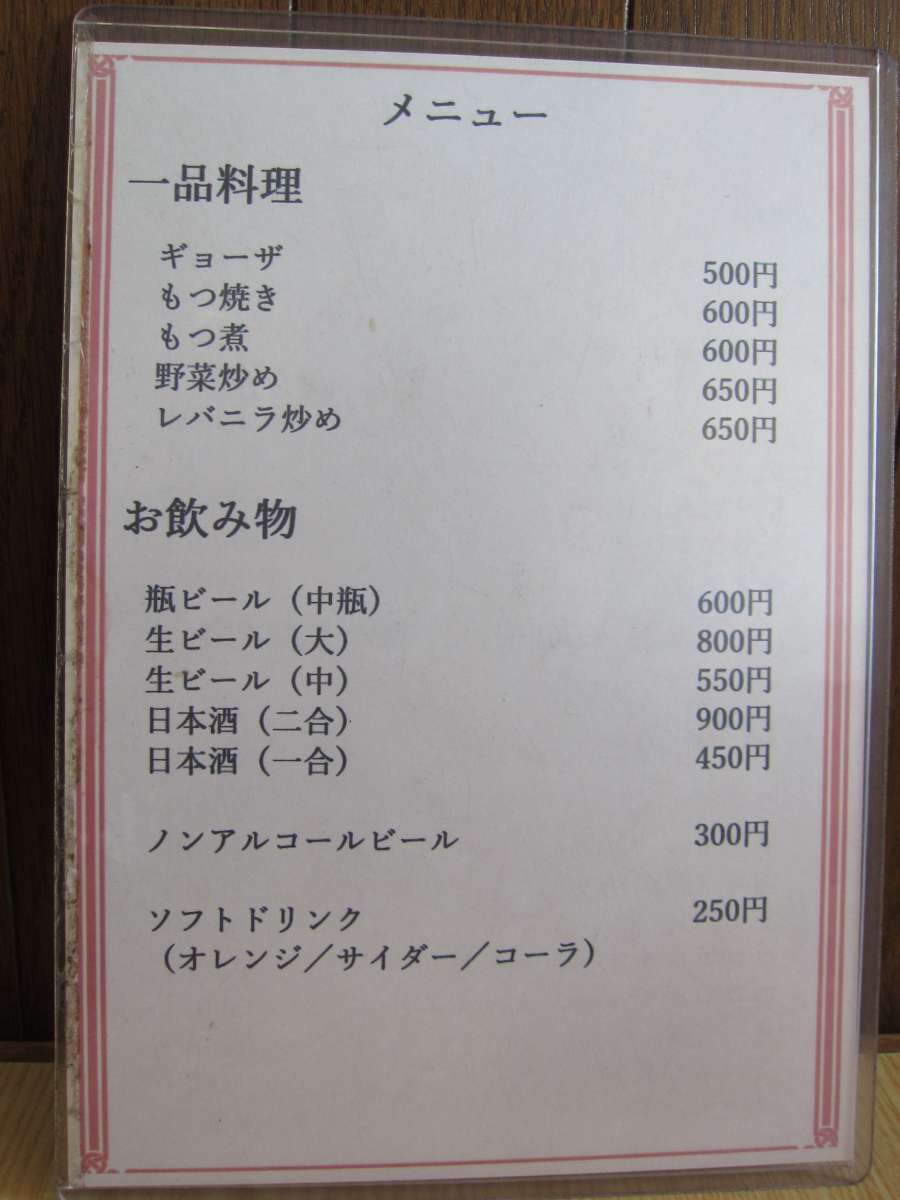 メニュー
一品料理
ギョーザ 500円
もつ焼き 600円
もつ煮 600円
野菜炒め 650円
レバニラ炒め 650円
お飲み物
瓶ビール（中瓶） 600円
生ビール（大） 800円
生ビール（中） 550円
日本酒（二合） 900円
日本酒（一合） 450円
ノンアルコールビール 300円
ソフトドリンク 250円
（オレンジ／サイダー／コーラ）